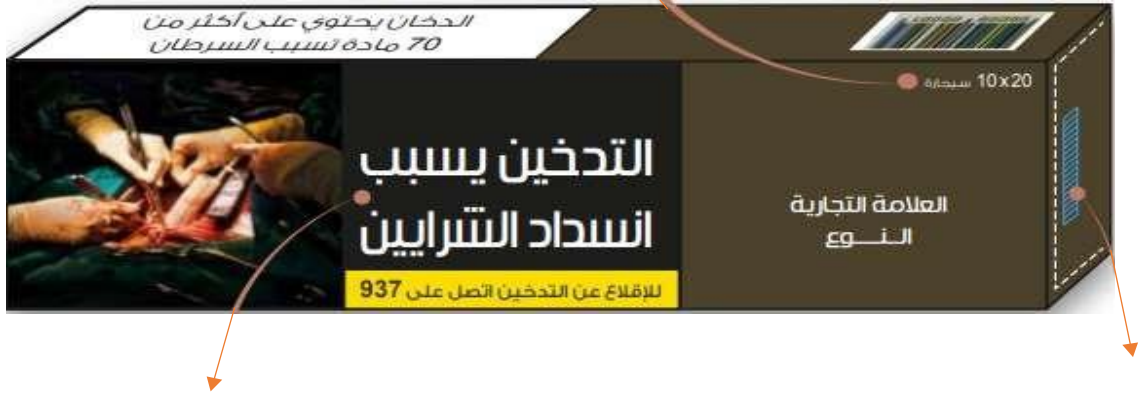 الدخان يحتوي على أكثر من
70 مادة تسبب السرطان
10x20 سيجارة
التدخين يسبب
انسداد الشرايين
للإقلاع عن التدخين اتصل على 937
العلامة التجارية
النـــوع